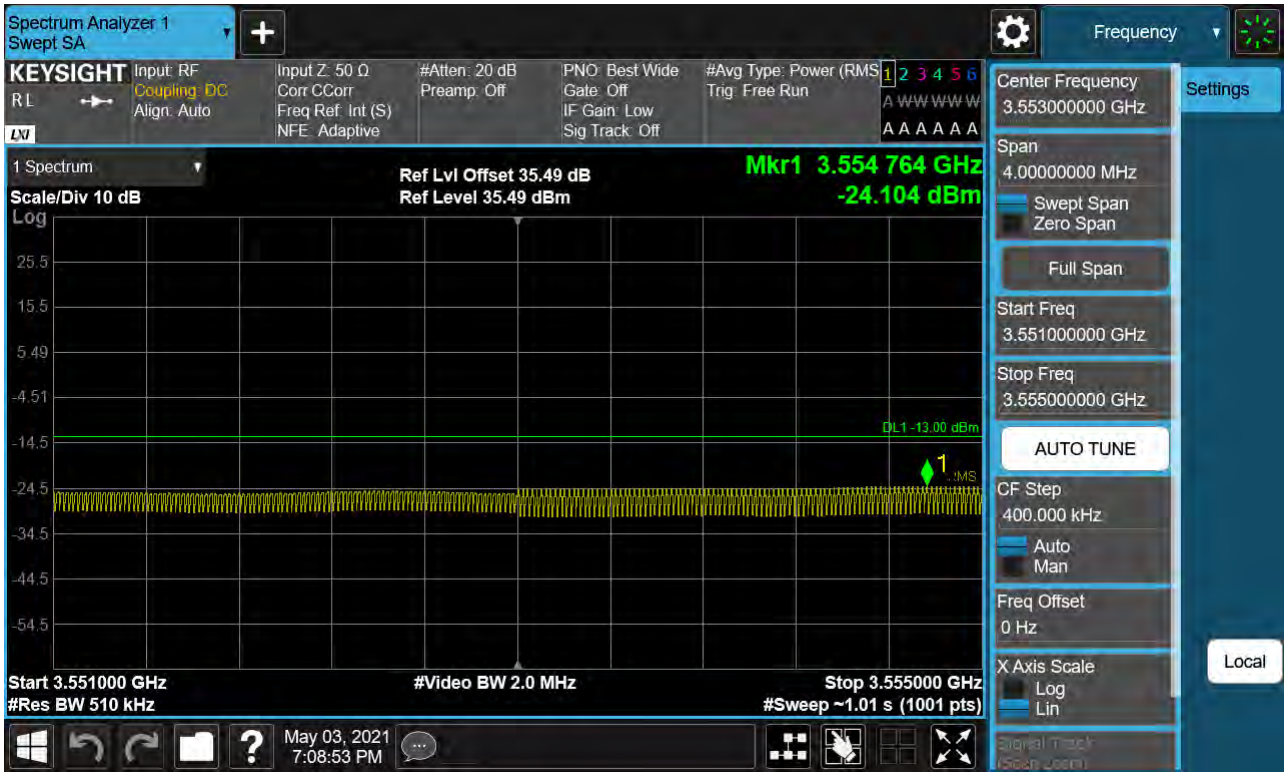 Spectrum Analyzer 1
Swept SA
+
Frequency
KEYSIGHT
RL
LXI
Input: RF
Coupling: DC
Align: Auto
Input Z: 50 Ω
Corr CCorr
Freq Ref: Int (S)
NFE: Adaptive
#Atten: 20 dB
Preamp: Off
PNO: Best Wide
Gate: Off
IF Gain: Low
Sig Track: Off
#Avg Type: Power (RMS
Trig: Free Run
1 2 3 4 5 6
A W W W W W
A A A A A A
1 Spectrum
Scale/Div 10 dB
Log
Ref Lvl Offset 35.49 dB
Ref Level 35.49 dBm
Mkr1 3.554 764 GHz
-24.104 dBm
25.5
15.5
5.49
-4.51
-14.5
-24.5
-34.5
-44.5
-54.5
DL1 -13.00 dBm
1
Start 3.551000 GHz
#Res BW 510 kHz
#Video BW 2.0 MHz
Stop 3.555000 GHz
#Sweep ~1.01 s (1001 pts)
Center Frequency
3.553000000 GHz
Span
4.00000000 MHz
Swept Span
Zero Span
Full Span
Start Freq
3.551000000 GHz
Stop Freq
3.555000000 GHz
AUTO TUNE
CF Step
400.000 kHz
Auto
Man
Freq Offset
0 Hz
X Axis Scale
Log
Lin
Signal Track
(Span Zoom)
Settings
Local
?
May 03, 2021
7:08:53 PM